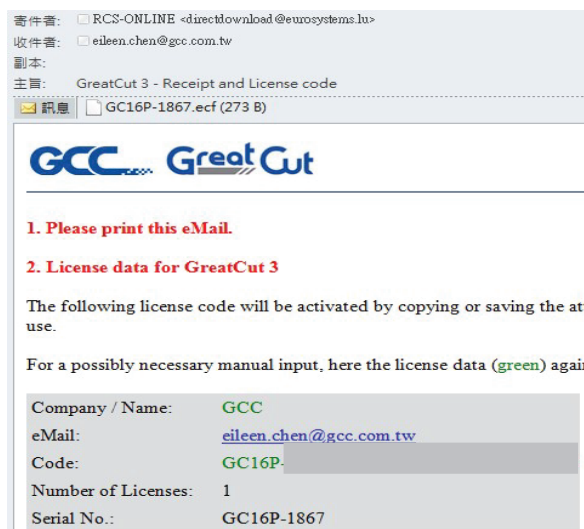 寄件者: RCS-ONLINE <directdownload@eurosystems.lu>
收件者: eileen.chen@gcc.com.tw
副本:
主旨: GreatCut 3 - Receipt and License code
訊息 GC16P-1867.ecf (273 B)
GCC GreatCut
1. Please print this eMail.
2. License data for GreatCut 3
The following license code will be activated by copying or saving the
use.
For a possibly necessary manual input, here the license data (green)
Company / Name: GCC
eMail: eileen.chen@gcc.com.tw
Code: GC16P-
Number of Licenses: 1
Serial No.: GC16P-1867